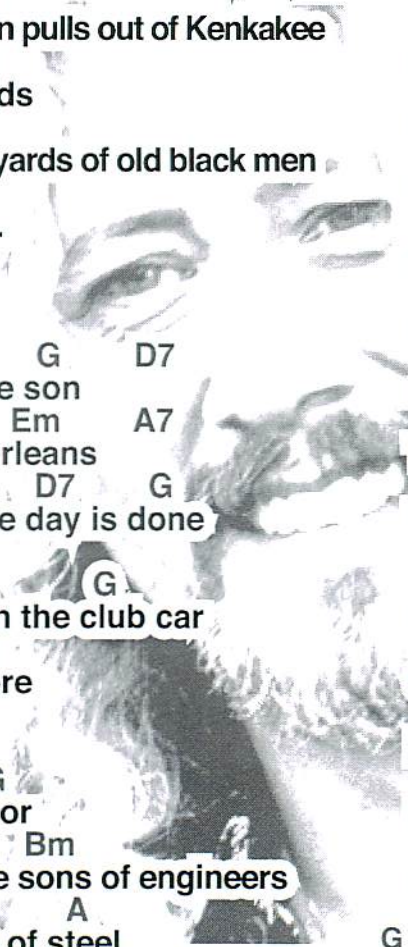 n pulls out of Kenkakee
ds
yards of old black men
G D7
e son
Em A7
rleans
D7 G
e day is done
G
n the club car
re
G
or
Bm
e sons of engineers
A
of steel
G